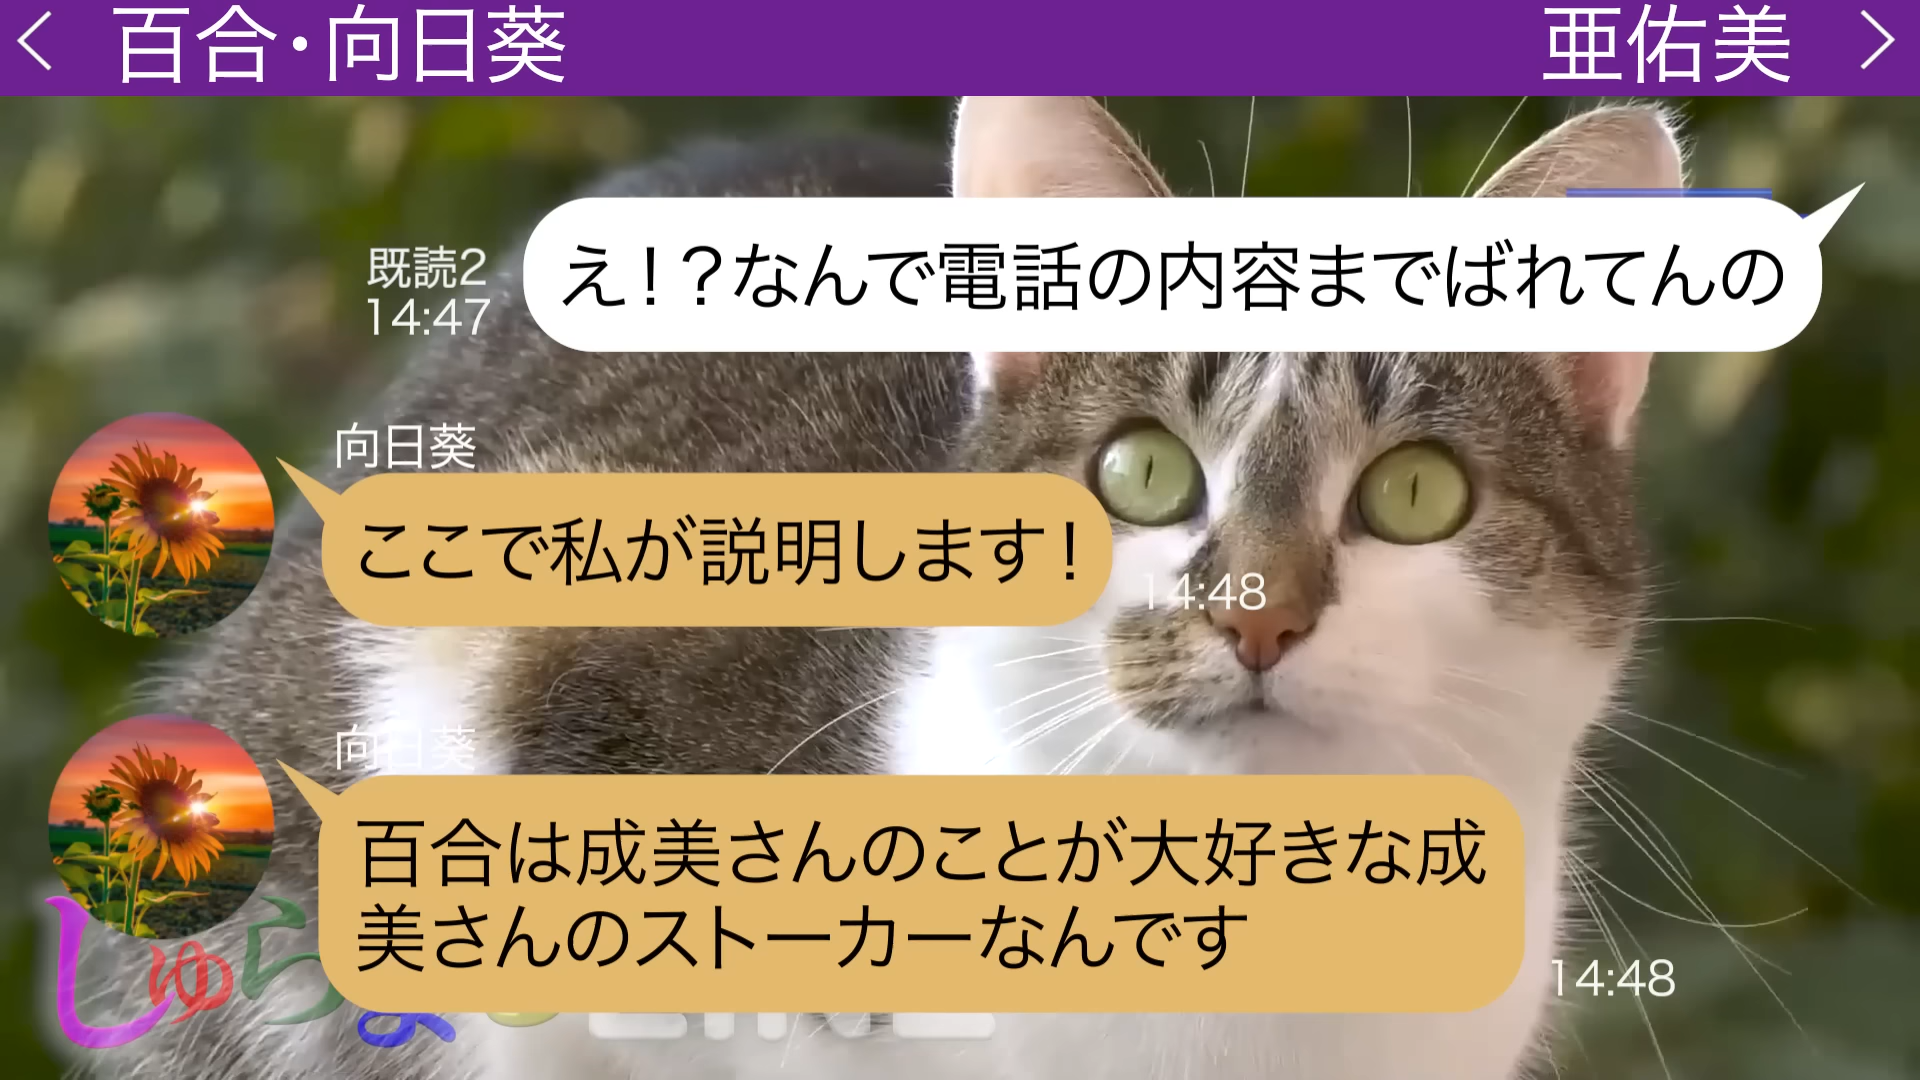 百合・向日葵
亜佑美
え！？なんで電話の内容までばれてんの
既読2
14:47
向日葵
ここで私が説明します！
14:48
向日葵
百合は成美さんのことが大好きな成
美さんのストーカーなんです
14:48
しゅら